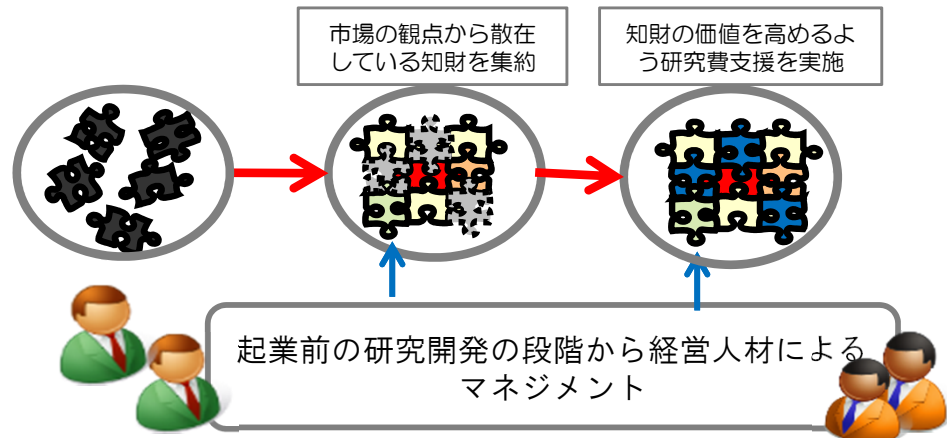 市場の観点から散在
している知財を集約
知財の価値を高めるよ
う研究費支援を実施
起業前の研究開発の段階から経営人材による
マネジメント